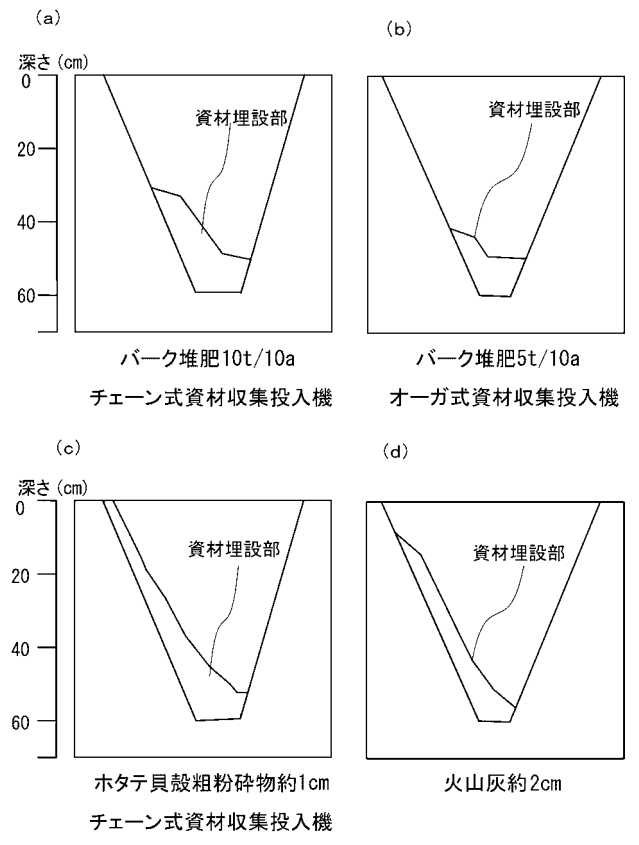 (a)
(b)
深さ(cm)
0
20
40
60
資材埋設部
資材埋設部
バーク堆肥10t/10a
チェーン式資材収集投入機
バーク堆肥5t/10a
オーガ式資材収集投入機
(c)
(d)
深さ(cm)
0
20
40
60
資材埋設部
資材埋設部
ホタテ貝殻粗粉砕物約1cm
チェーン式資材収集投入機
火山灰約2cm